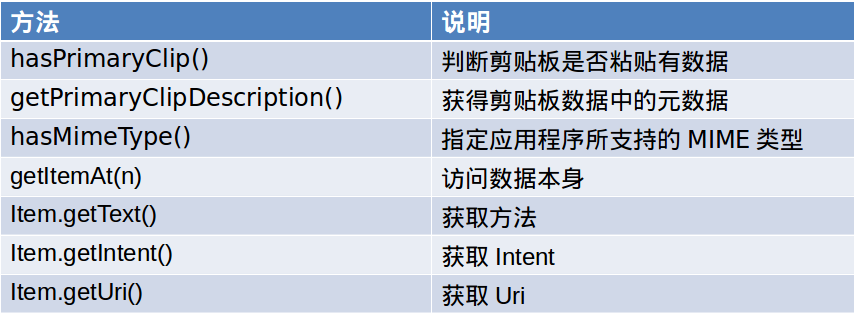 方法 说明
hasPrimaryClip() 判断剪贴板是否粘贴有数据
getPrimaryClipDescription() 获得剪贴板数据中的元数据
hasMimeType() 指定应用程序所支持的 MIME 类型
getItemAt(n) 访问数据本身
Item.getText() 获取方法
Item.getIntent() 获取 Intent
Item.getUri() 获取 Uri